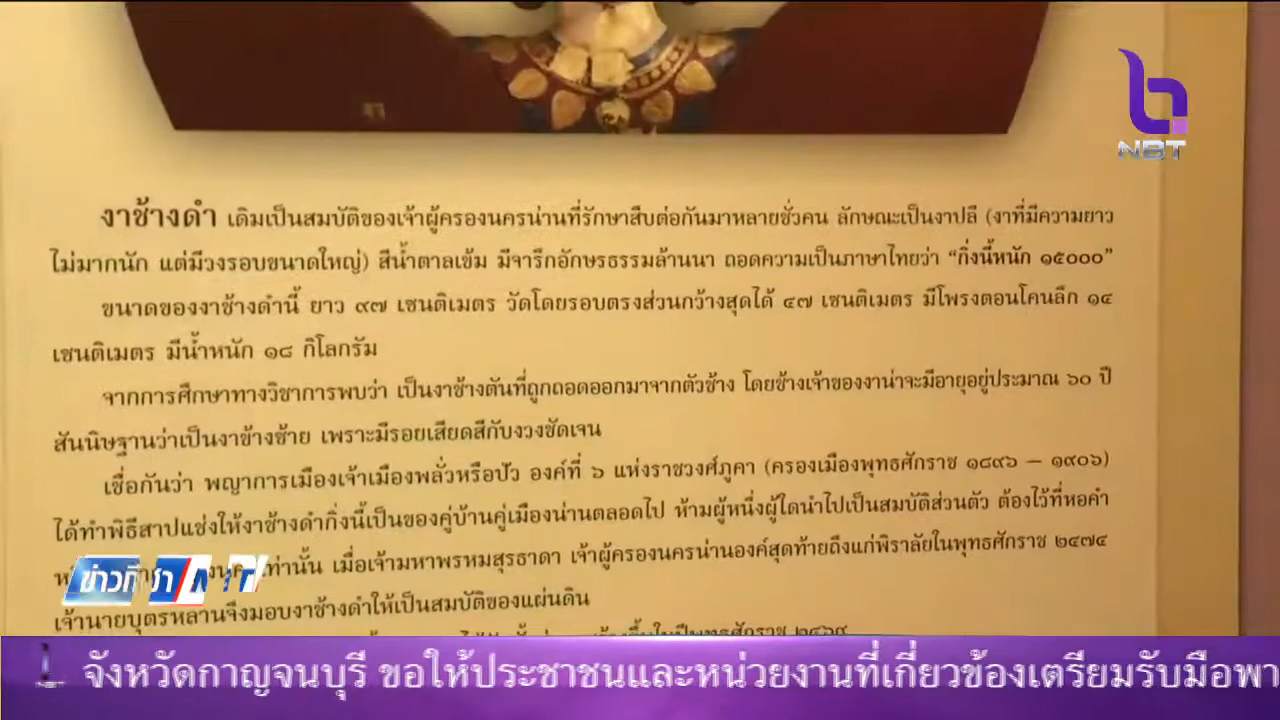 NBT
งาช้างดำ เดิมเป็นสมบัติของเจ้าผู้ครองนครน่านที่รักษาสืบต่อกันมาหลายชั่วคน ลักษณะเป็นงาปลี (งาที่มีความยาว
ไม่มากนัก แต่มีวงรอบขนาดใหญ่) สีน้ำตาลเข้ม มีจารึกอักษรธรรมล้านนา ถอดความเป็นภาษาไทยว่า “กิ่งนี้หนัก ๑๕๐๐๐”
ขนาดของงาช้างดำนี้ ยาว ๙๗ เซนติเมตร วัดโดยรอบตรงส่วนกว้างสุดได้ ๔๗ เซนติเมตร มีโพรงตอนโคนลึก ๑๔
เซนติเมตร มีน้ำหนัก ๑๘ กิโลกรัม
จากการศึกษาทางวิชาการพบว่า เป็นงาช้างตันที่ถูกถอดออกมาจากตัวช้าง โดยช้างเจ้าของงาน่าจะมีอายุอยู่ประมาณ ๖๐ ปี
สันนิษฐานว่าเป็นงาข้างซ้าย เพราะมีรอยเสียดสีกับงวงชัดเจน
เชื่อกันว่า พญาการเมืองเจ้าเมืองพลั่วหรือปัว องค์ที่ ๖ แห่งราชวงศ์ภูคา (ครองเมืองพุทธศักราช ๑๘๙๖ – ๑๙๐๖)
ได้ทำพิธีสาปแช่งให้งาช้างดำกิ่งนี้เป็นของคู่บ้านคู่เมืองน่านตลอดไป ห้ามผู้หนึ่งผู้ใดนำไปเป็นสมบัติส่วนตัว ต้องไว้ที่หอคำ
เท่านั้น เมื่อเจ้ามหาพรหมสุรธาดา เจ้าผู้ครองนครน่านองค์สุดท้ายถึงแก่พิราลัยในพุทธศักราช ๒๔๗๔
เจ้านายบุตรหลานจึงมอบงาช้างดำให้เป็นสมบัติของแผ่นดิน
พุทธศักราช ๒๔๖๙
จังหวัดกาญจนบุรี ขอให้ประชาชนและหน่วยงานที่เกี่ยวข้องเตรียมรับมือพา